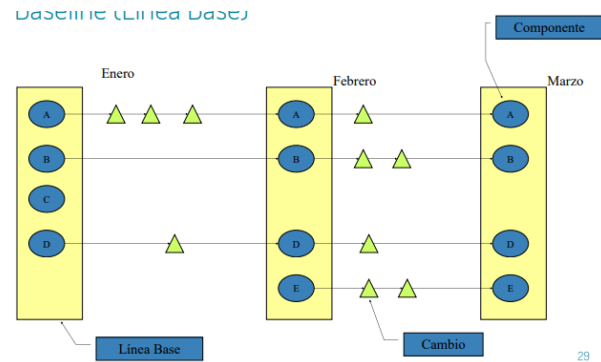 Baseline (Línea Base)
Componente
Enero
Febrero
Marzo
A
A
A
B
B
B
C
D
D
D
E
E
Línea Base
Cambio
29